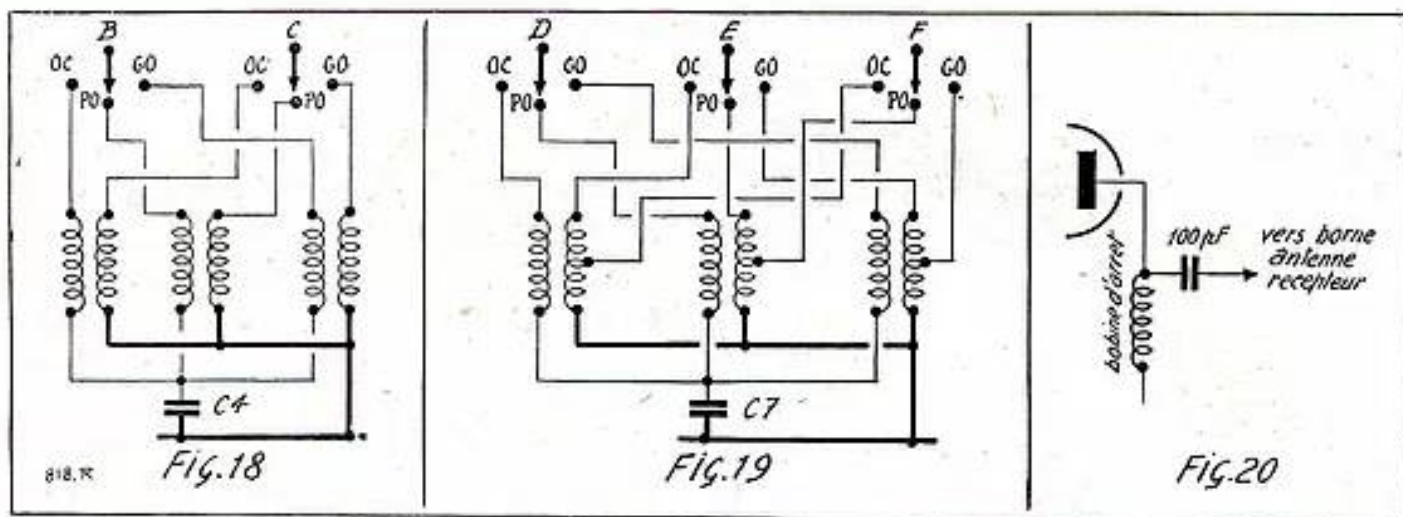 B C
OC GO OC GO
PO PO
C4
818.R
Fig.18
D E F
OC GO OC GO OC GO
PO PO PO
C7
Fig.19
bobine d'arret
100µµF
vers borne
antenne
recepteur
Fig.20